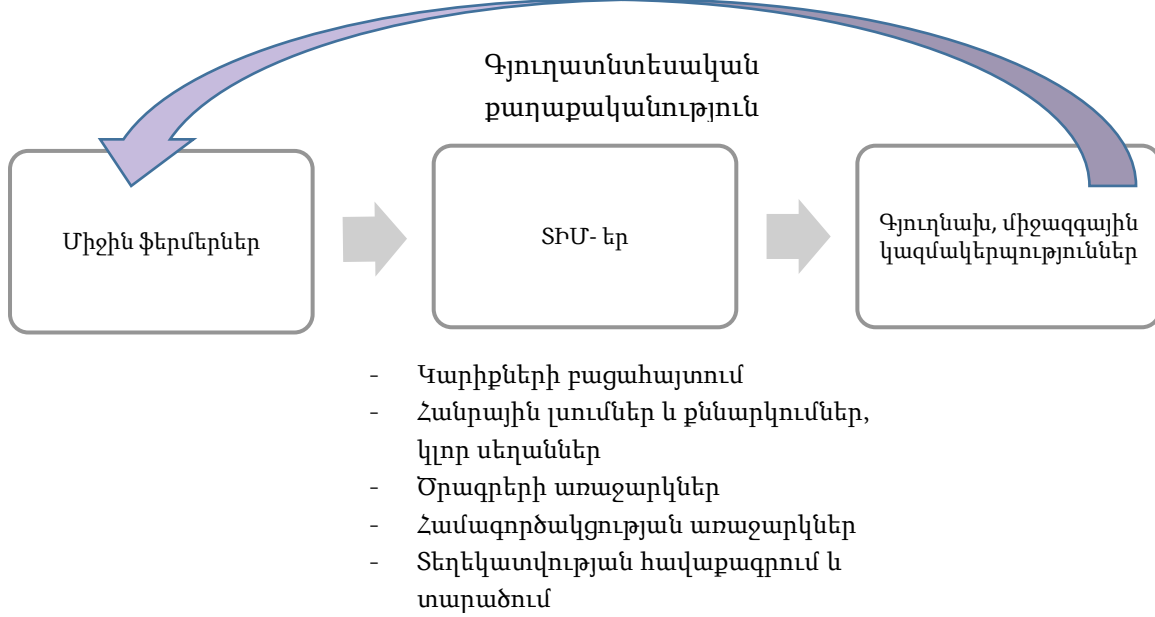 Գյուղատնտեսական
քաղաքականություն
Միջին ֆերմերներ
ՏԻՄ- եր
Գյուղնախ, միջազգային
կազմակերպություններ
- Կարիքների բացահայտում
- Հանրային լսումներ և քննարկումներ,
կլոր սեղաններ
- Ծրագրերի առաջարկներ
- Համագործակցության առաջարկներ
- Տեղեկատվության հավաքագրում և
տարածում